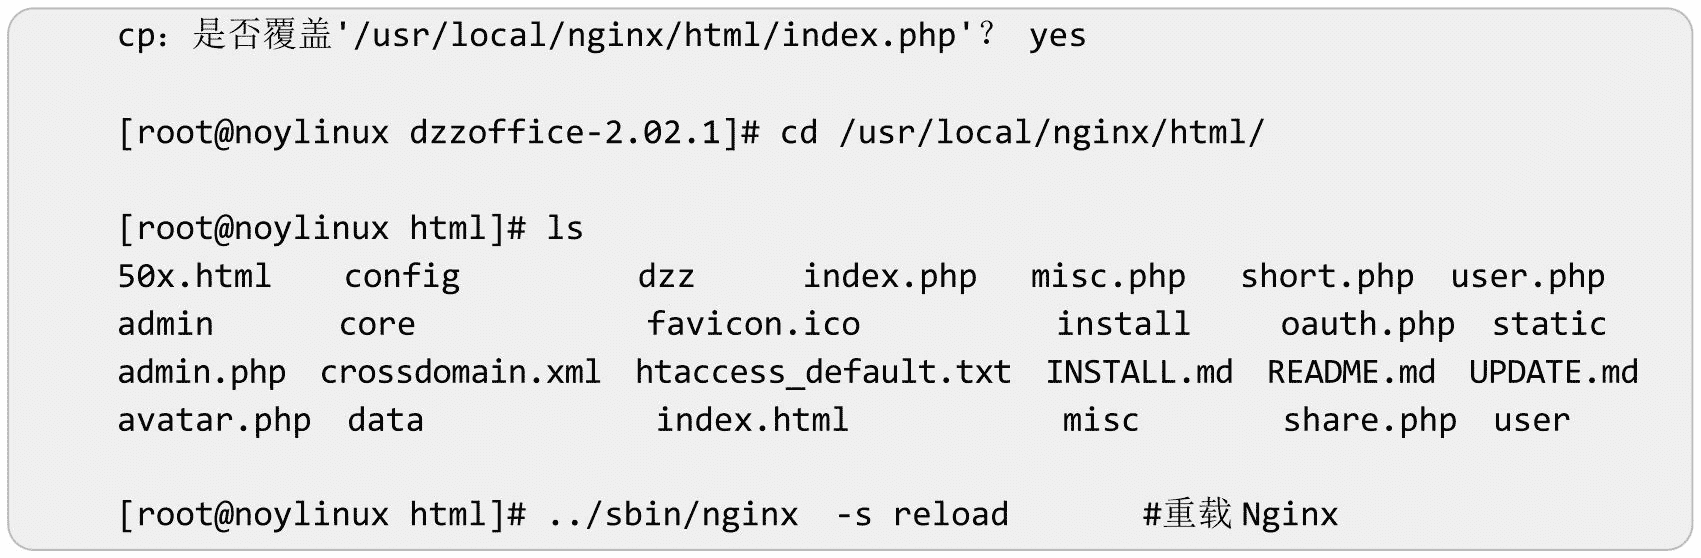 cp：是否覆盖'/usr/local/nginx/html/index.php'？ yes
[root@noylinux dzzoffice-2.02.1]# cd /usr/local/nginx/html/
[root@noylinux html]# ls
50x.html config dzz index.php misc.php short.php user.php
admin core favicon.ico install oauth.php static
admin.php crossdomain.xml htaccess_default.txt INSTALL.md README.md UPDATE.md
avatar.php data index.html misc share.php user
[root@noylinux html]# ../sbin/nginx -s reload #重载 Nginx